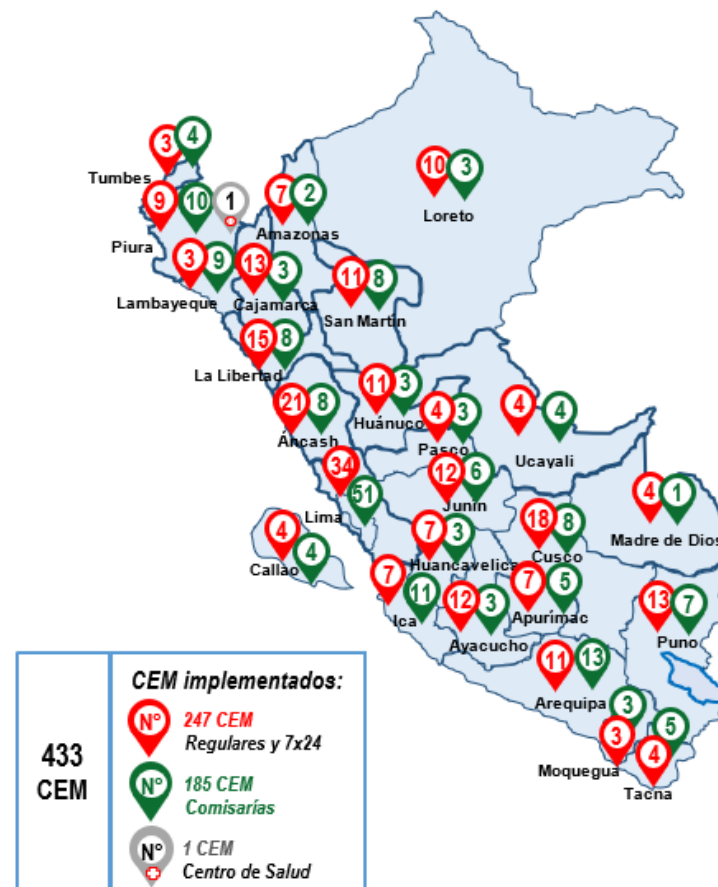 3 4
Tumbes
9 10 1
Piura
7 2
Amazonas
10 3
Loreto
3 9
Lambayeque
13 3
Cajamarca
11 8
San Martín
15 8
La Libertad
21 8
Áncash
11 3
Huánuco
4 3
Pasco
4 4
Ucayali
34 51
Lima
12 6
Junín
4 1
Madre de Dios
4 4
Callao
7 3
Huancavelica
18 8
Cusco
7 11
Ica
12 3
Ayacucho
7 5
Apurímac
13 7
Puno
11 13
Arequipa
3 3
Moquegua
4 5
Tacna
433
CEM
CEM implementados:
N° 247 CEM
Regulares y 7x24
N° 185 CEM
Comisarías
N° 1 CEM
Centro de Salud